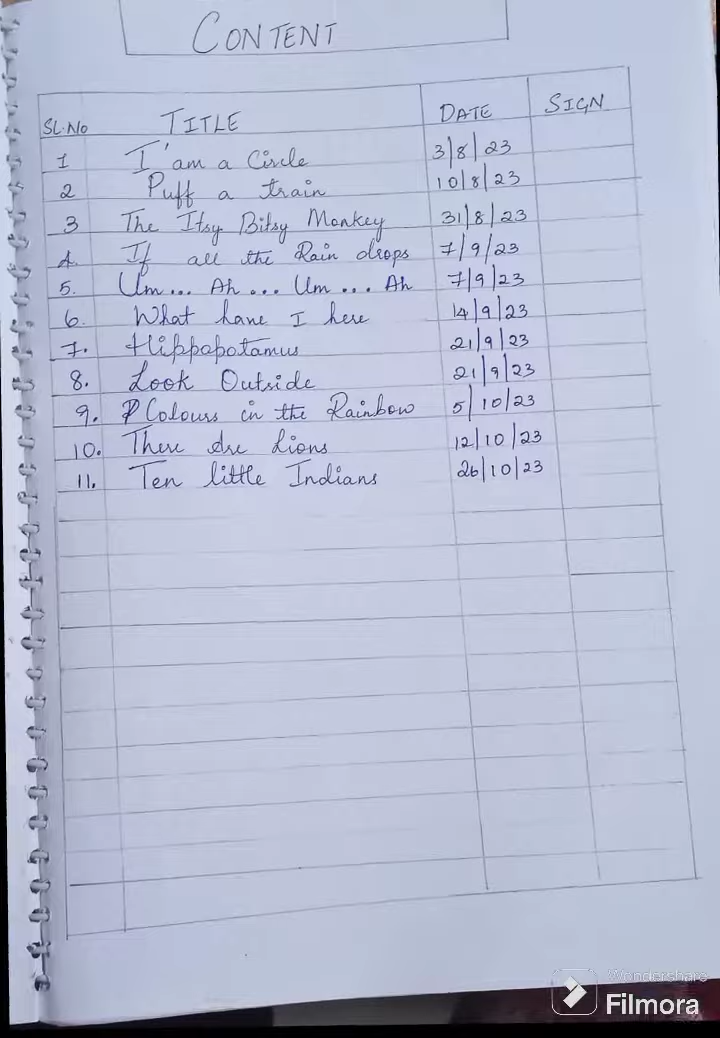 CONTENT
SL.No TITLE DATE SIGN
1 I'am a Circle 3/8/23
2 Puff a train 10/8/23
3 The Itsy Bitsy Monkey 31/8/23
4. If all the Rain drops 7/9/23
5. Um... Ah... Um... Ah 7/9/23
6. What have I here 14/9/23
7. Hippopotamus 21/9/23
8. Look Outside 21/9/23
9. Colours in the Rainbow 5/10/23
10. There are Lions 12/10/23
11. Ten little Indians 26/10/23
Wondershare
Filmora